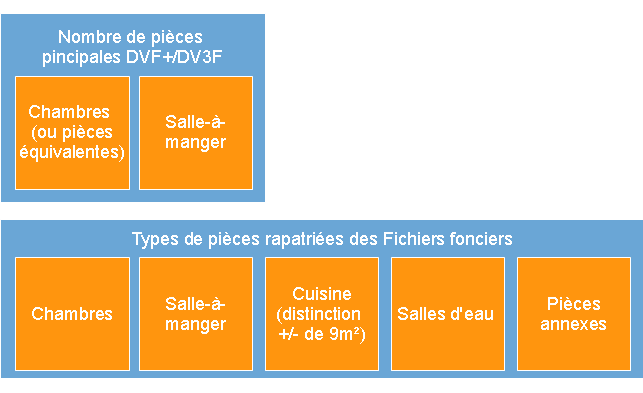 Nombre de pièces
pincipales DVF+/DV3F
Chambres
(ou pièces
équivalentes)
Salle-à-
manger
Types de pièces rapatriées des Fichiers fonciers
Chambres
Salle-à-
manger
Cuisine
(distinction
+/- de 9m²)
Salles d'eau
Pièces
annexes